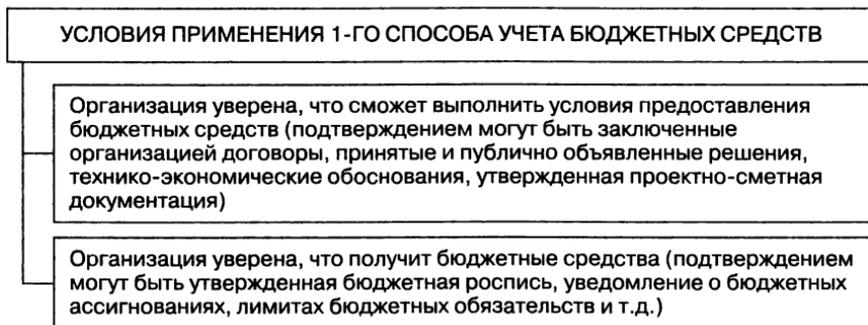 УСЛОВИЯ ПРИМЕНЕНИЯ 1-ГО СПОСОБА УЧЕТА БЮДЖЕТНЫХ СРЕДСТВ
Организация уверена, что сможет выполнить условия предоставления
бюджетных средств (подтверждением могут быть заключенные
организацией договоры, принятые и публично объявленные решения,
технико-экономические обоснования, утвержденная проектно-сметная
документация)
Организация уверена, что получит бюджетные средства (подтверждением
могут быть утвержденная бюджетная роспись, уведомление о бюджетных
ассигнованиях, лимитах бюджетных обязательств и т.д.)